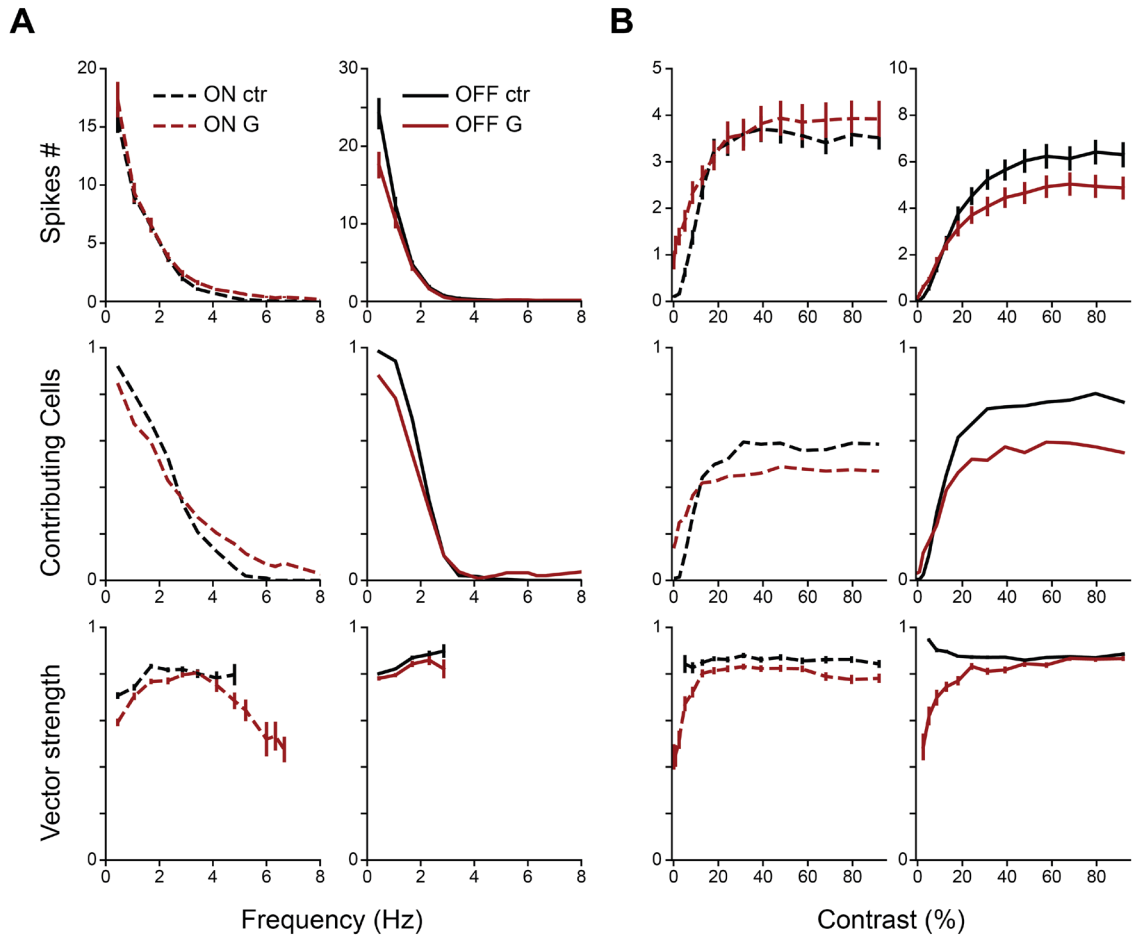 A
B
20
15
10
5
0
0 2 4 6 8
ON ctr
ON G
30
20
10
0
0 2 4 6 8
OFF ctr
OFF G
5
4
3
2
1
0
0 20 40 60 80
10
8
6
4
2
0
0 20 40 60 80
Spikes #
1
0
0 2 4 6 8
1
0
0 2 4 6 8
1
0
0 20 40 60 80
1
0
0 20 40 60 80
Contributing Cells
1
0
0 2 4 6 8
1
0
0 2 4 6 8
1
0
0 20 40 60 80
1
0
0 20 40 60 80
Vector strength
Frequency (Hz)
Contrast (%)